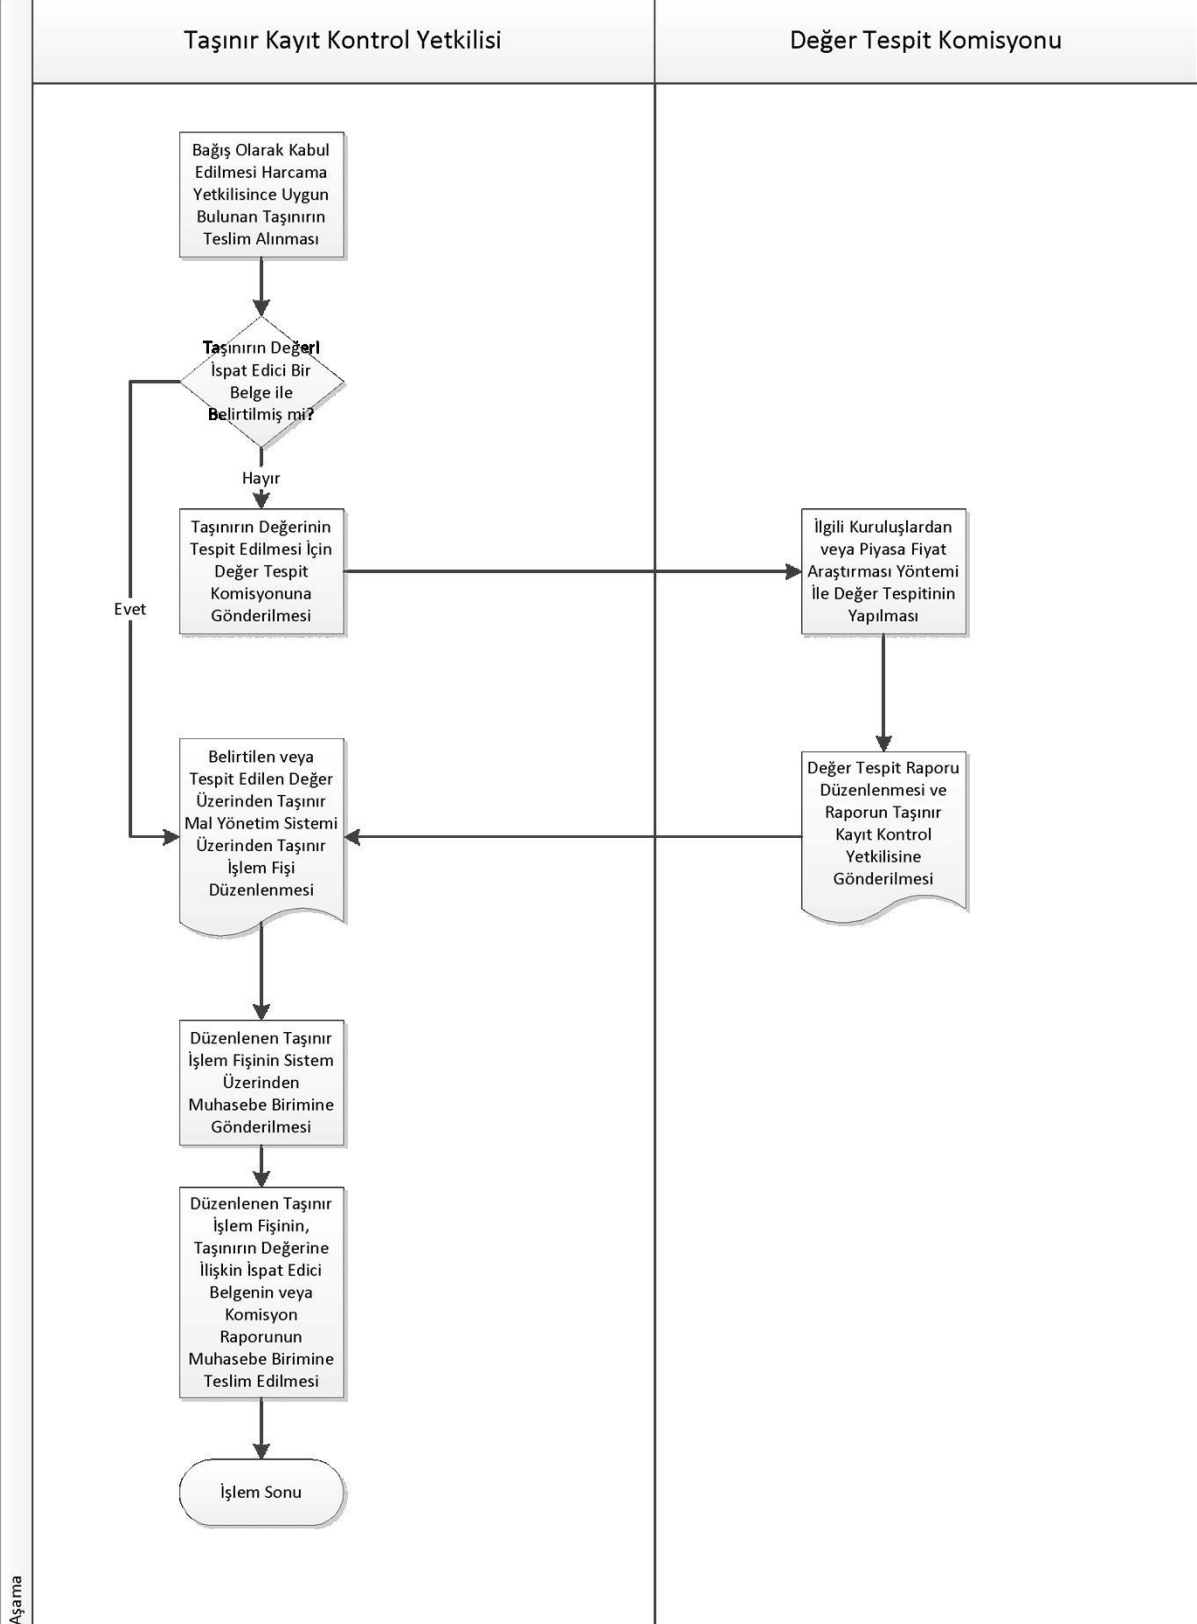 Taşınır Kayıt Kontrol Yetkilisi
Değer Tespit Komisyonu
Bağış Olarak Kabul
Edilmesi Harcama
Yetkilisince Uygun
Bulunan Taşınırın
Teslim Alınması
Taşınırın Değeri
İspat Edici Bir
Belge ile
Belirtilmiş mi?
Hayır
Evet
Taşınırın Değerinin
Tespit Edilmesi İçin
Değer Tespit
Komisyonuna
Gönderilmesi
İlgili Kuruluşlardan
veya Piyasa Fiyat
Araştırması Yöntemi
İle Değer Tespitinin
Yapılması
Değer Tespit Raporu
Düzenlenmesi ve
Raporun Taşınır
Kayıt Kontrol
Yetkilisine
Gönderilmesi
Belirtilen veya
Tespit Edilen Değer
Üzerinden Taşınır
Mal Yönetim Sistemi
Üzerinden Taşınır
İşlem Fişi
Düzenlenmesi
Düzenlenen Taşınır
İşlem Fişinin Sistem
Üzerinden
Muhasebe Birimine
Gönderilmesi
Düzenlenen Taşınır
İşlem Fişinin,
Taşınırın Değerine
İlişkin İspat Edici
Belgenin veya
Komisyon
Raporunun
Muhasebe Birimine
Teslim Edilmesi
İşlem Sonu
Aşama